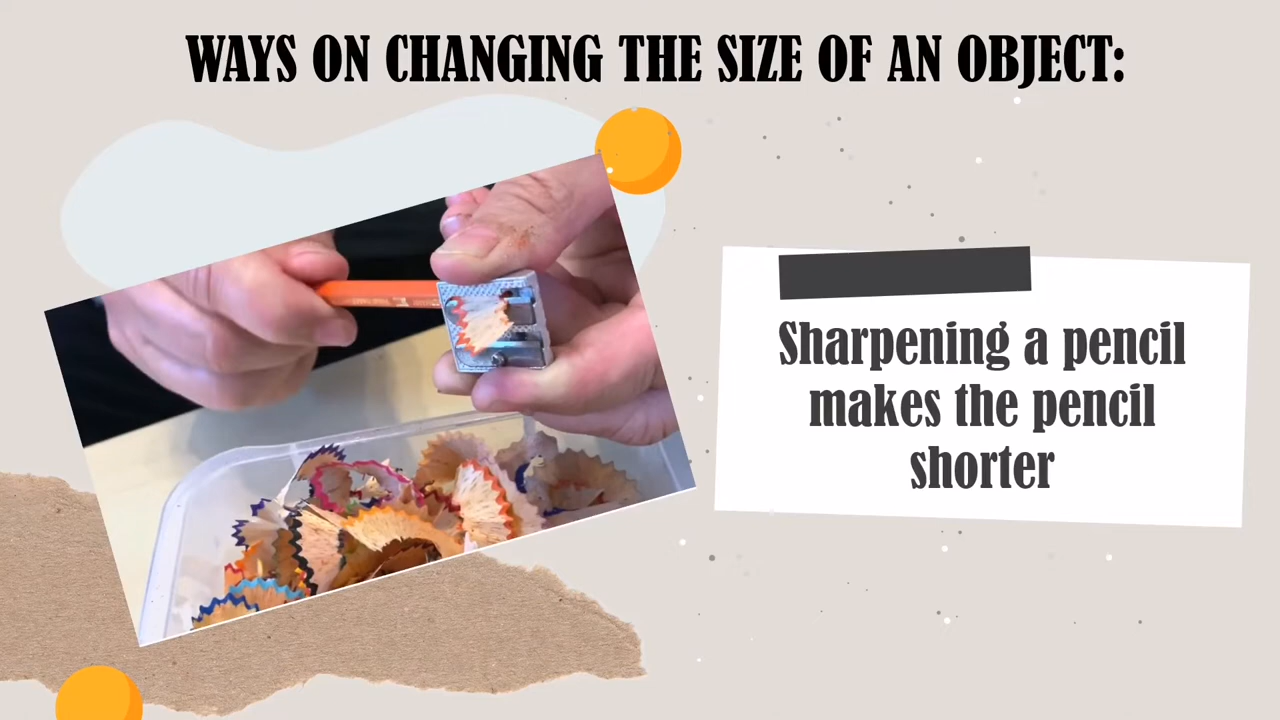 WAYS ON CHANGING THE SIZE OF AN OBJECT:
Sharpening a pencil
makes the pencil
shorter